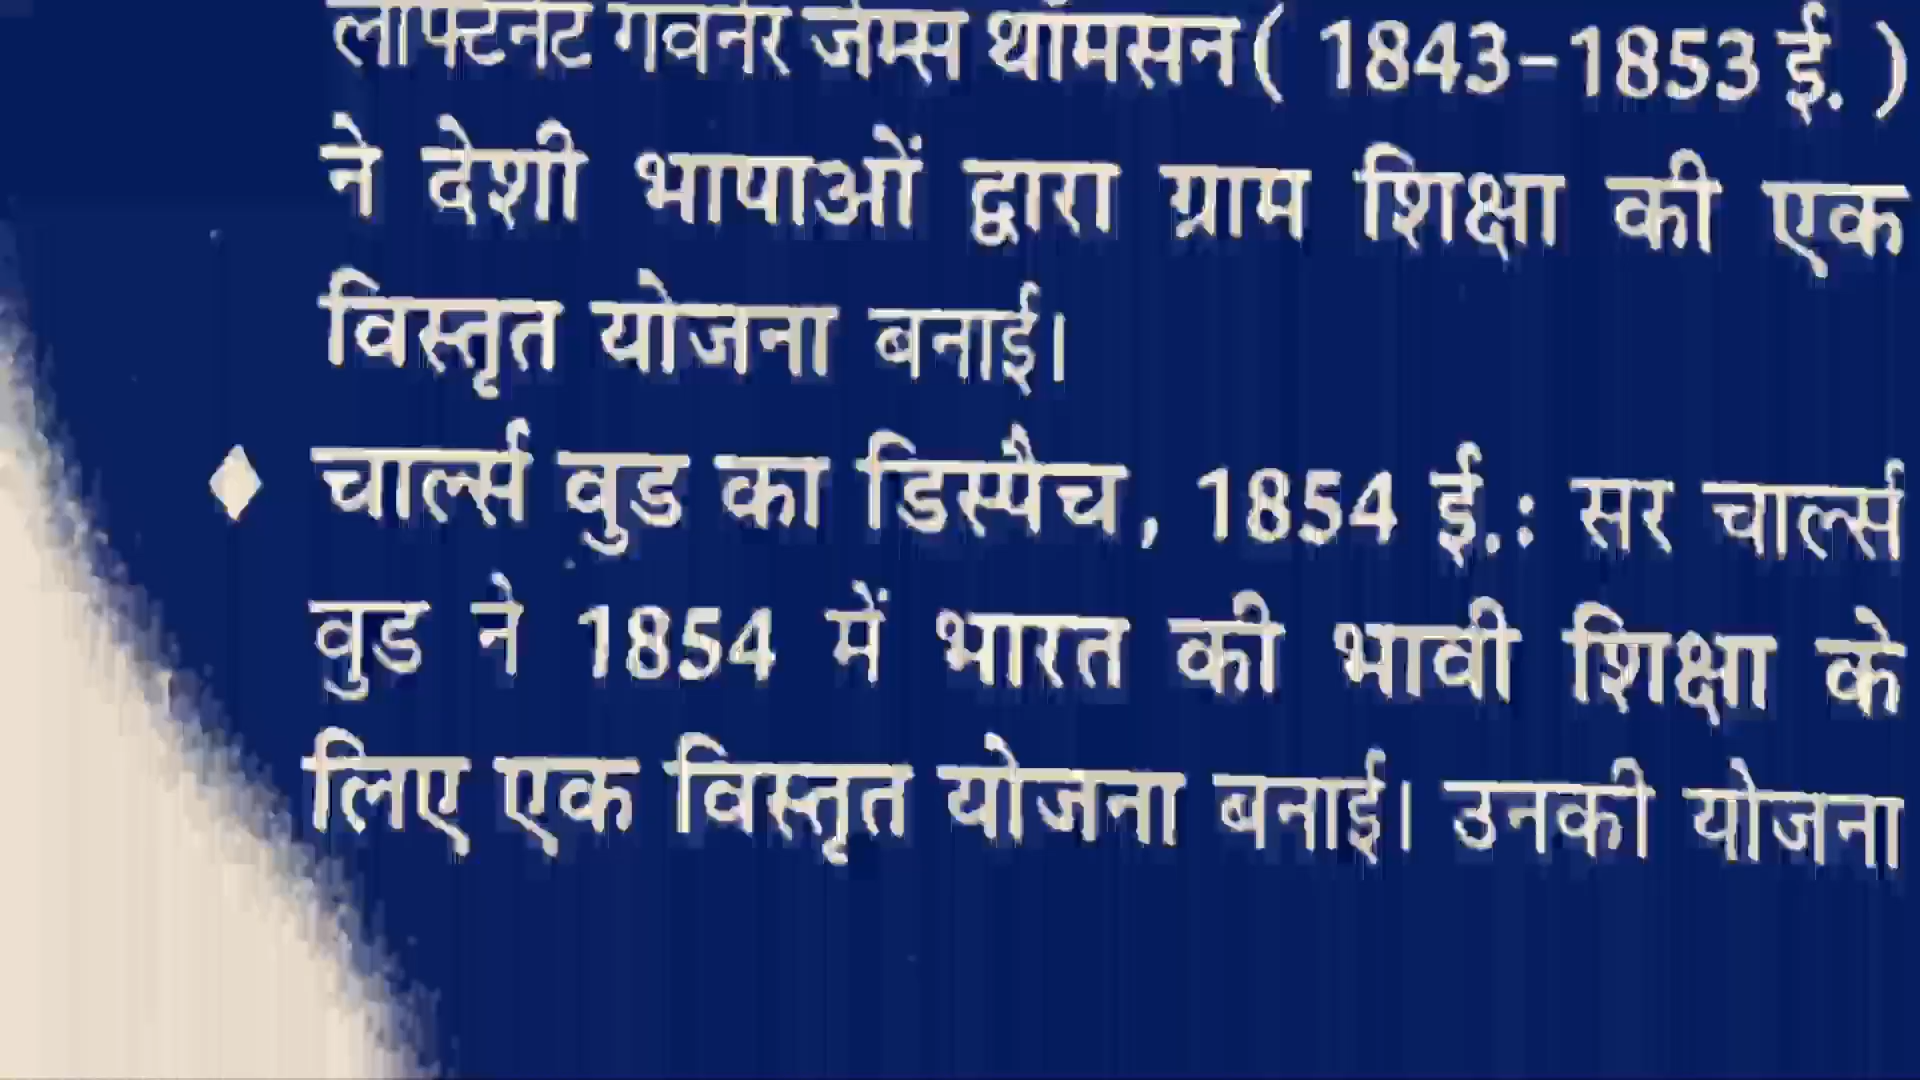 लेफ्टिनेंट गवर्नर जेम्स थॉमसन ( 1843-1853 ई. )
ने देशी भाषाओं द्वारा ग्राम शिक्षा की एक
विस्तृत योजना बनाई।
♦ चार्ल्स वुड का डिस्पैच, 1854 ई.: सर चार्ल्स
वुड ने 1854 में भारत की भावी शिक्षा के
लिए एक विस्तृत योजना बनाई। उनकी योजना